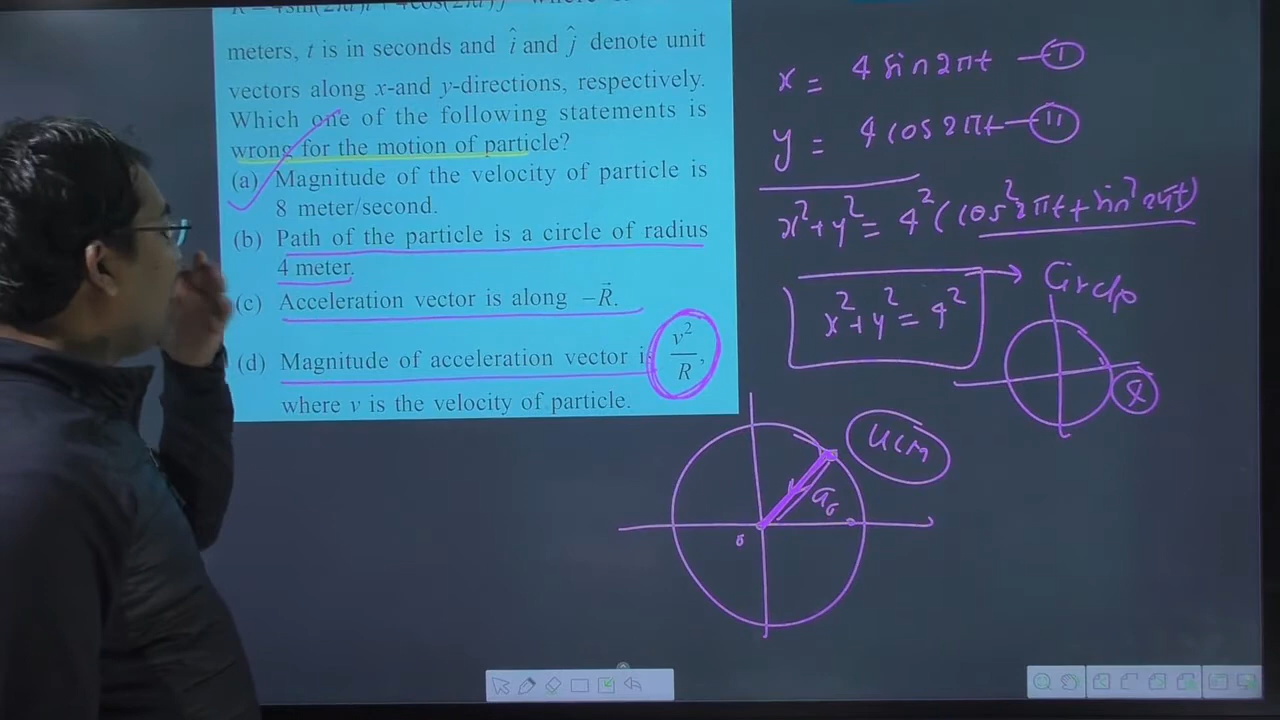 meters, t is in seconds and î and ĵ denote unit
vectors along x-and y-directions, respectively.
Which one of the following statements is
wrong for the motion of particle?
(a) Magnitude of the velocity of particle is
8 meter/second.
(b) Path of the particle is a circle of radius
4 meter.
(c) Acceleration vector is along −R⃗.
(d) Magnitude of acceleration vector is v²/R,
where v is the velocity of particle.
x = 4 sin 2πt — I
y = 4 cos 2πt — II
x² + y² = 4² (cos² 2πt + sin² 2πt)
x² + y² = 4² → Circle
UCM